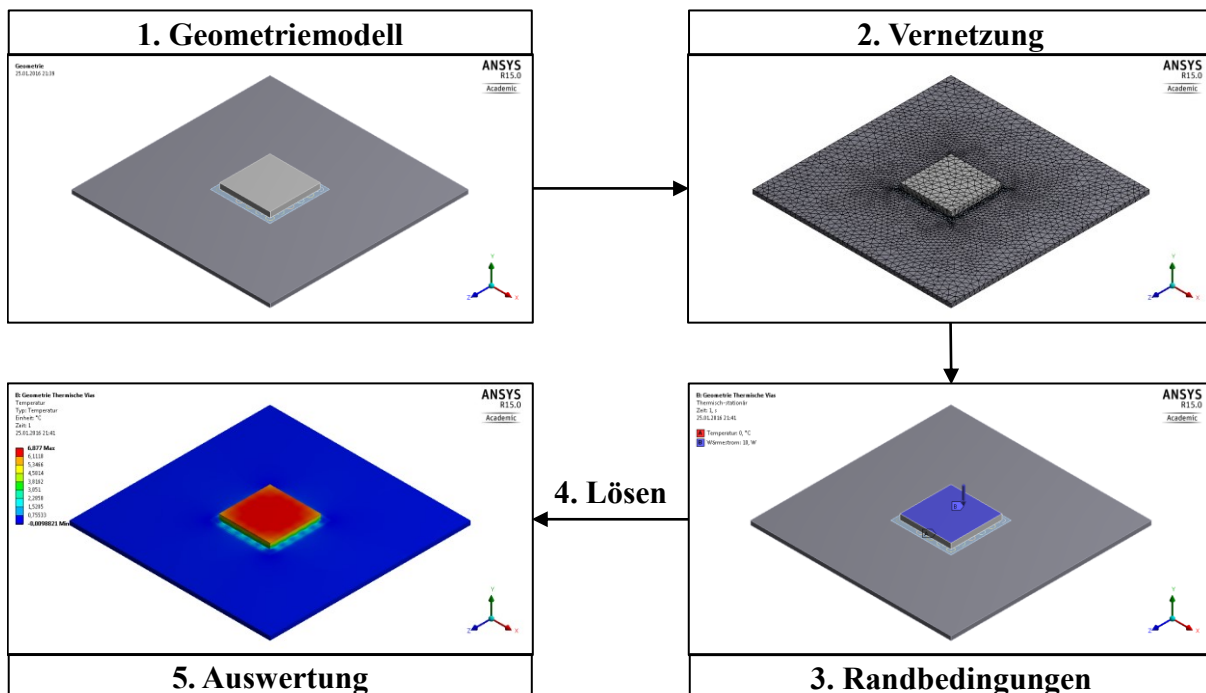 1. Geometriemodell
Geometrie
25.01.2016 21:39
ANSYS
R15.0
Academic
Y
Z
X
2. Vernetzung
ANSYS
R15.0
Academic
Y
Z
X
B: Geometrie Thermische Vias
Thermisch-stationär
Zeit: 1, s
25.01.2016 21:41
A Temperatur: 0, °C
B Wärmestrom: 10, W
ANSYS
R15.0
Academic
B
Y
Z
X
3. Randbedingungen
4. Lösen
B: Geometrie Thermische Vias
Temperatur
Typ: Temperatur
Einheit: °C
Zeit: 1
25.01.2016 21:41
6,877 Max
6,1118
5,3466
4,5814
3,8162
3,051
2,2858
1,5205
0,75533
-0,0098821 Min
ANSYS
R15.0
Academic
Y
Z
X
5. Auswertung